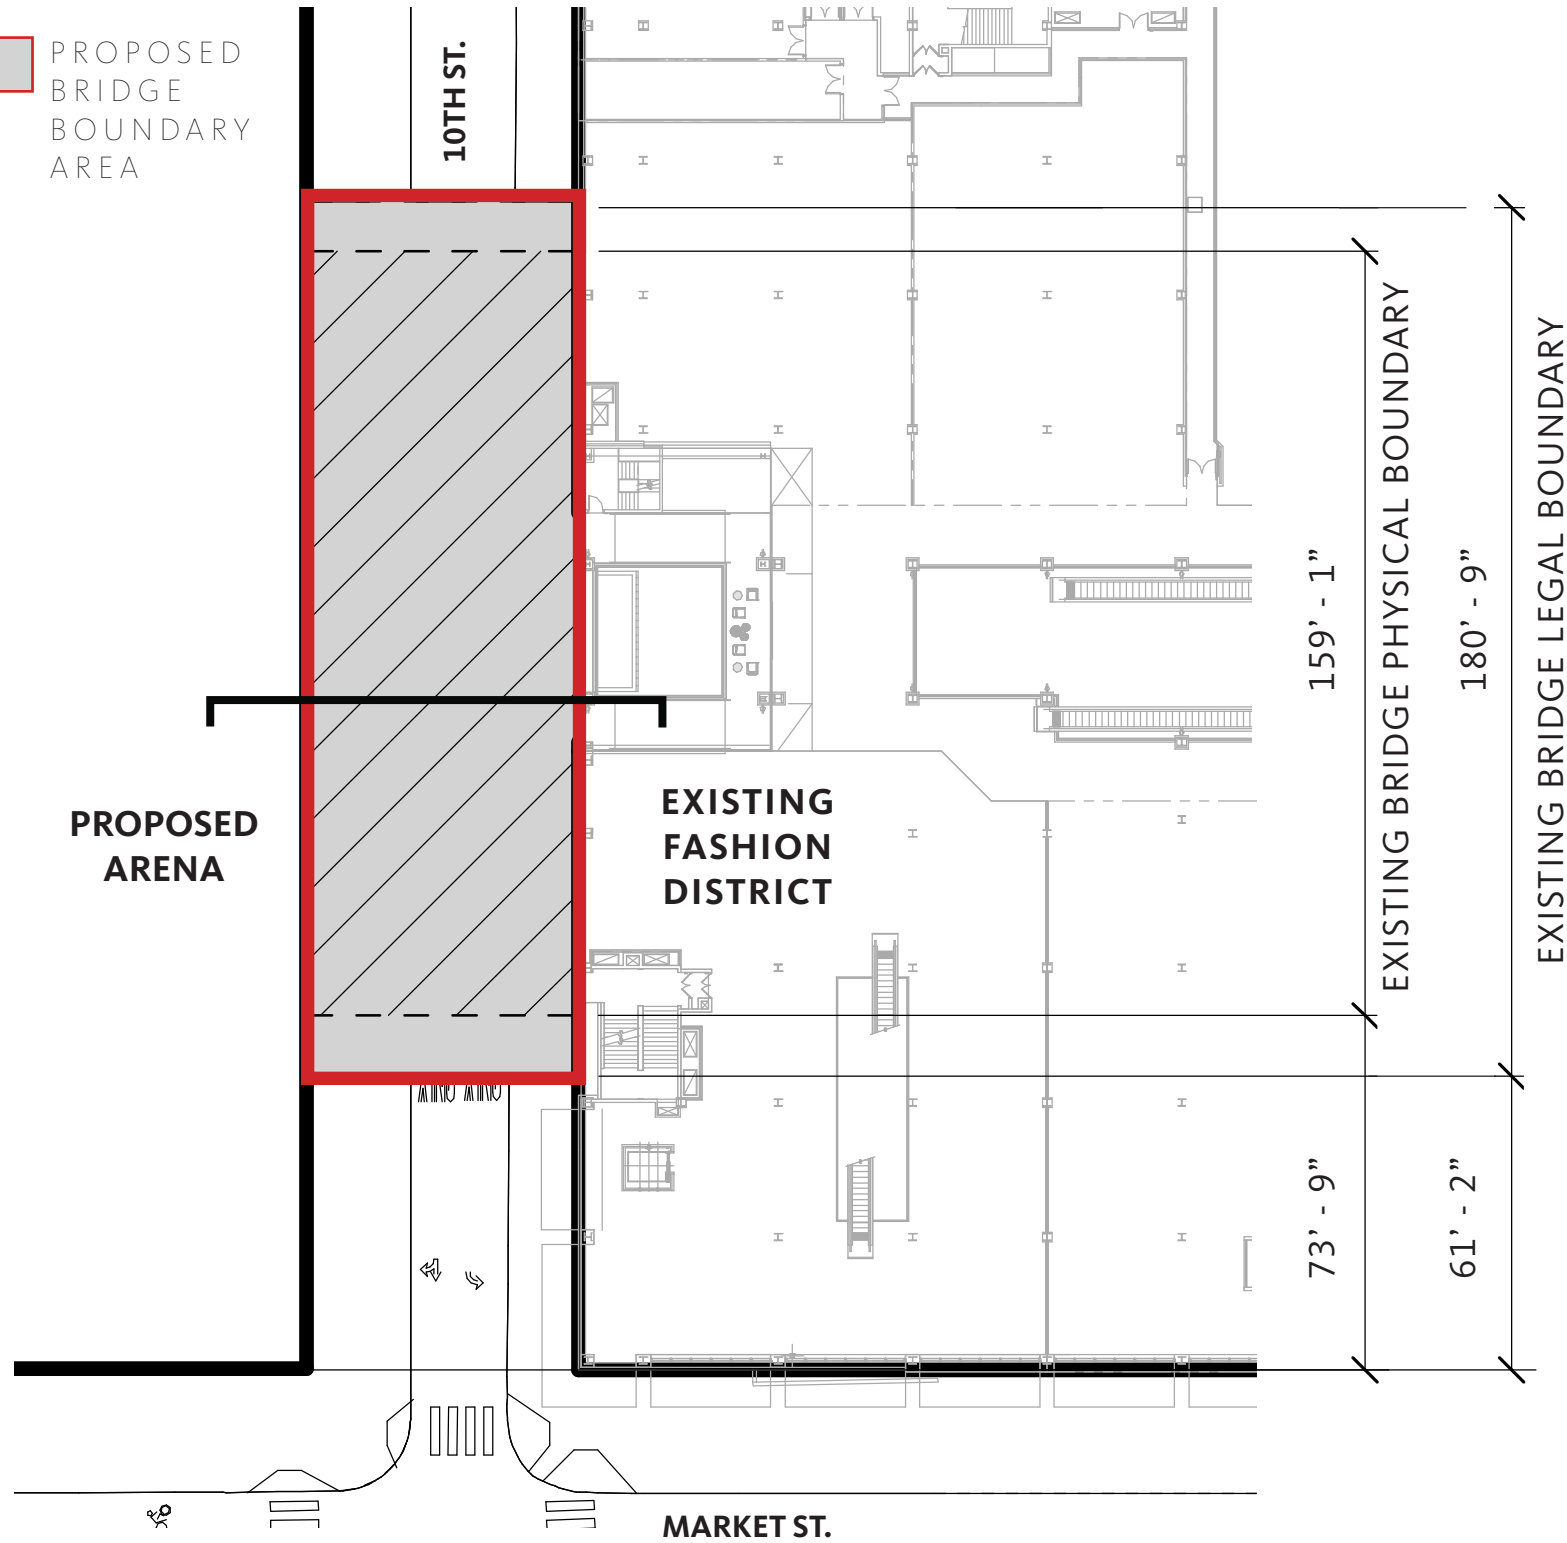 PROPOSED
BRIDGE
BOUNDARY
AREA
10TH ST.
PROPOSED
ARENA
EXISTING
FASHION
DISTRICT
159’ - 1”
EXISTING BRIDGE PHYSICAL BOUNDARY
180’ - 9”
EXISTING BRIDGE LEGAL BOUNDARY
73’ - 9”
61’ - 2”
MARKET ST.